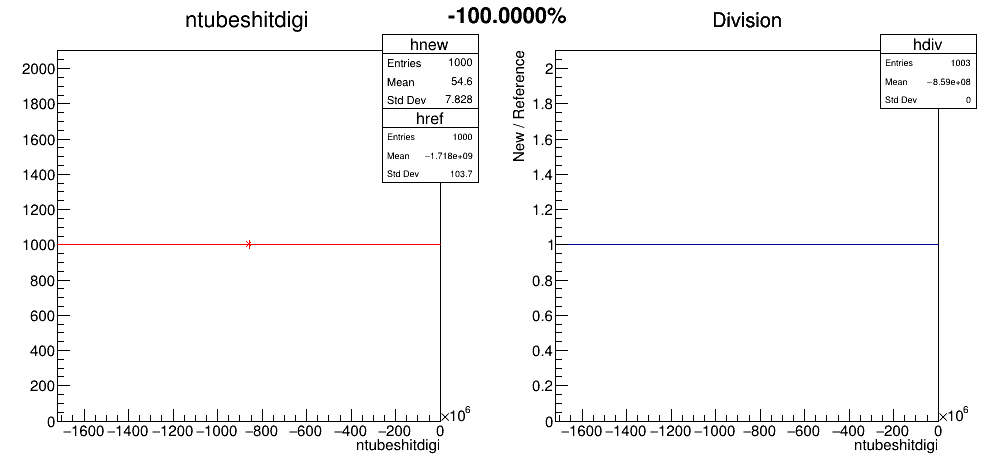 ntubeshitdigi
-100.0000%
Division
hnew
Entries 1000
Mean 54.6
Std Dev 7.828
href
Entries 1000
Mean −1.718e+09
Std Dev 103.7
2000
1800
1600
1400
1200
1000
800
600
400
200
0
−1600 −1400 −1200 −1000 −800 −600 −400 −200 0
×10⁶
ntubeshitdigi
hdiv
Entries 1003
Mean −8.59e+08
Std Dev 0
New / Reference
2
1.8
1.6
1.4
1.2
1
0.8
0.6
0.4
0.2
0
−1600 −1400 −1200 −1000 −800 −600 −400 −200 0
×10⁶
ntubeshitdigi